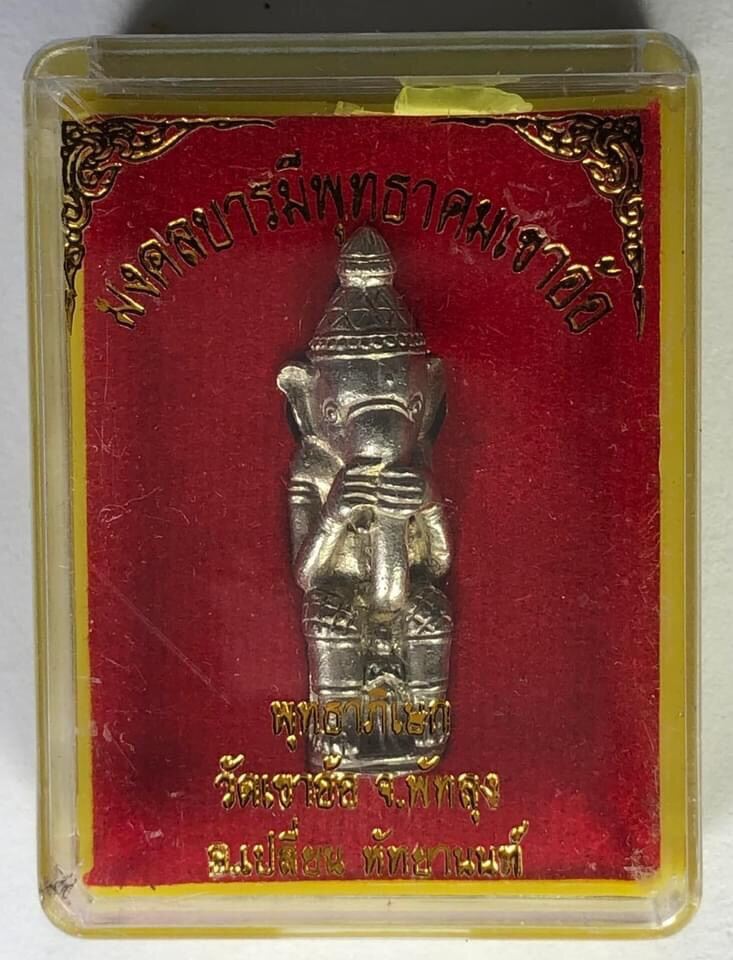 มงคลบารมีพุทธาคมเขาอ้อ
พุทธาภิเษก
วัดเขาอ้อ จ.พัทลุง
อ.เปลี่ยน หัทยานนท์